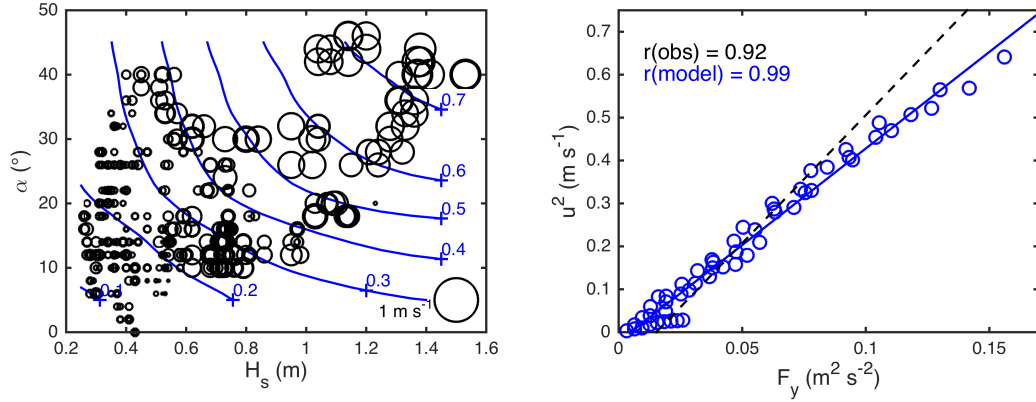 50
40
30
20
10
0
α (°)
0.7
0.6
0.5
0.4
0.3
0.2
0.1
1 m s⁻¹
0.2 0.4 0.6 0.8 1 1.2 1.4 1.6
Hₛ (m)
0.7
0.6
0.5
0.4
0.3
0.2
0.1
0
u² (m s⁻¹)
r(obs) = 0.92
r(model) = 0.99
0 0.05 0.1 0.15
F_y (m² s⁻²)